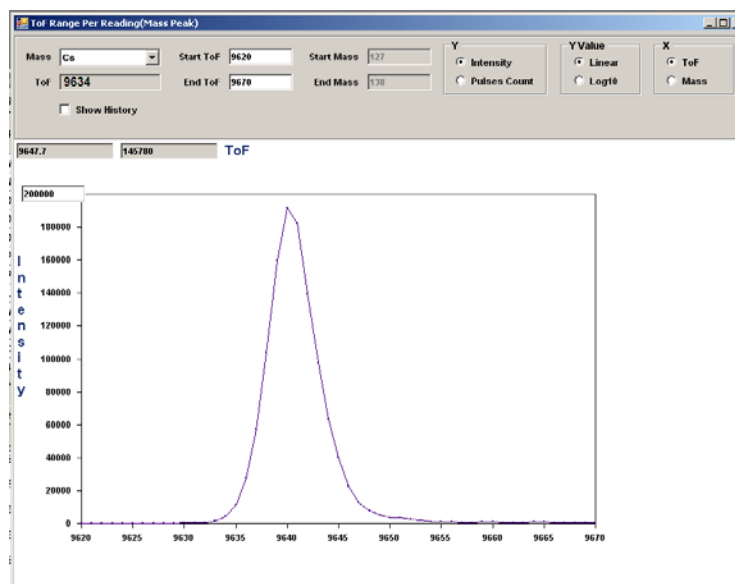 ToF Range Per Reading(Mass Peak)
Mass Cs Start ToF 9620 Start Mass 127
ToF 9634 End ToF 9670 End Mass 138
Show History
Y
Intensity
Pulses Count
Y Value
Linear
Log10
X
ToF
Mass
9647.7 145780 ToF
200000
180000
160000
140000
120000
100000
80000
60000
40000
20000
0
Intensity
9620 9625 9630 9635 9640 9645 9650 9655 9660 9665 9670